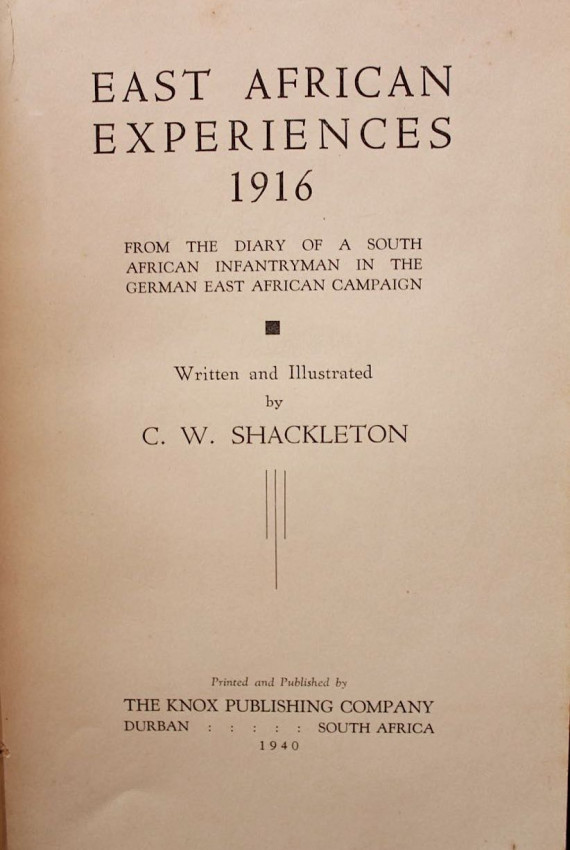 EAST AFRICAN
EXPERIENCES
1916
FROM THE DIARY OF A SOUTH
AFRICAN INFANTRYMAN IN THE
GERMAN EAST AFRICAN CAMPAIGN
Written and Illustrated
by
C. W. SHACKLETON
Printed and Published by
THE KNOX PUBLISHING COMPANY
DURBAN : : : : : SOUTH AFRICA
1940